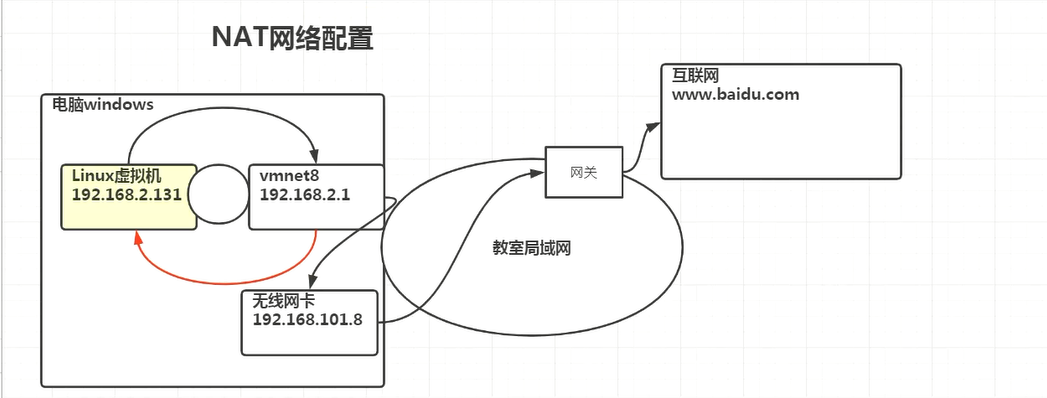 NAT网络配置
电脑windows
互联网
www.baidu.com
Linux虚拟机
192.168.2.131
vmnet8
192.168.2.1
网关
教室局域网
无线网卡
192.168.101.8